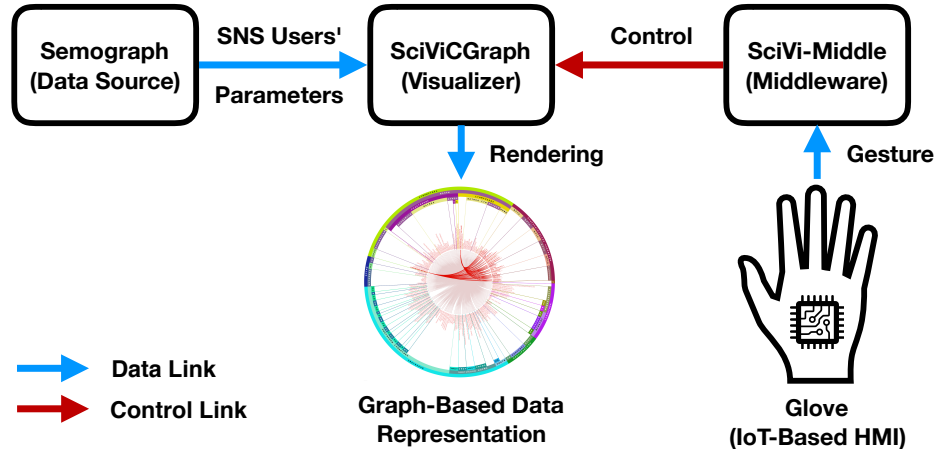 Semograph
(Data Source)
SNS Users'
Parameters
SciViCGraph
(Visualizer)
Control
SciVi-Middle
(Middleware)
Rendering
Gesture
Data Link
Control Link
Graph-Based Data
Representation
Glove
(IoT-Based HMI)